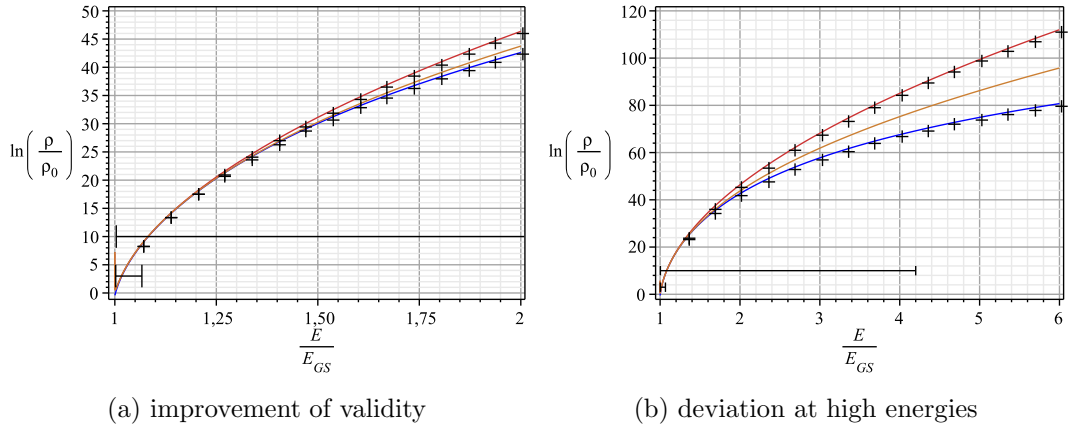 50
45
40
35
30
25
20
15
10
5
0
ln(ρ/ρ0)
1 1,25 1,50 1,75 2
E
EGS
120
100
80
60
40
20
0
ln(ρ/ρ0)
1 2 3 4 5 6
E
EGS
(a) improvement of validity
(b) deviation at high energies